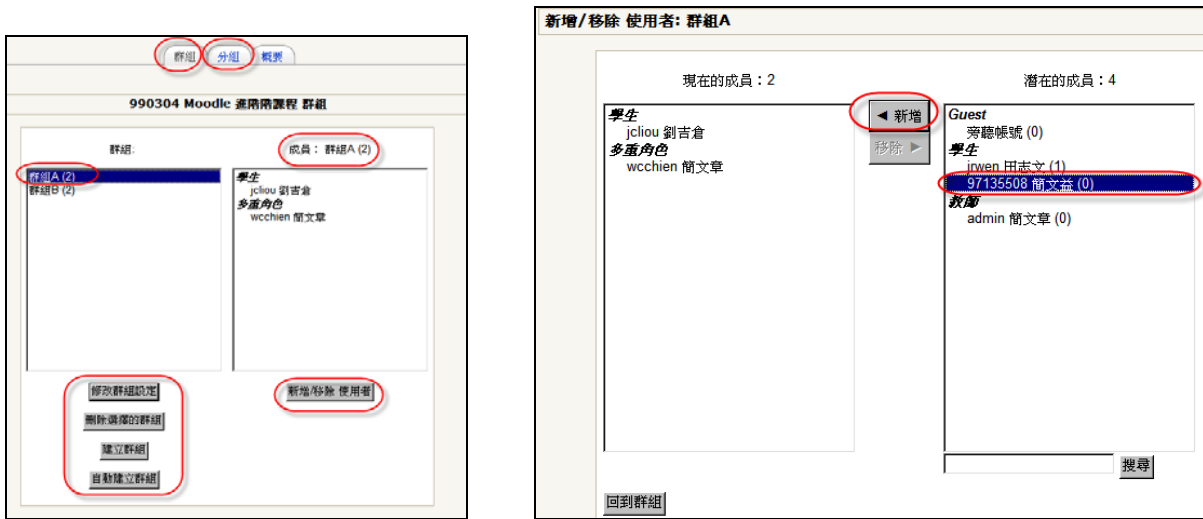 群組 分組 概要
990304 Moodle 進階課程 群組
群組:
成員： 群組A (2)
群組A (2)
群組B (2)
學生
jcliou 劉吉倉
多重角色
wcchien 簡文章
修改群組設定
刪除選擇的群組
建立群組
自動建立群組
新增/移除 使用者
新增/移除 使用者: 群組A
現在的成員：2
學生
jcliou 劉吉倉
多重角色
wcchien 簡文章
◄ 新增
移除 ►
潛在的成員：4
Guest
旁聽帳號 (0)
學生
jrwen 田志文 (1)
97135508 簡文益 (0)
教師
admin 簡文章 (0)
搜尋
回到群組